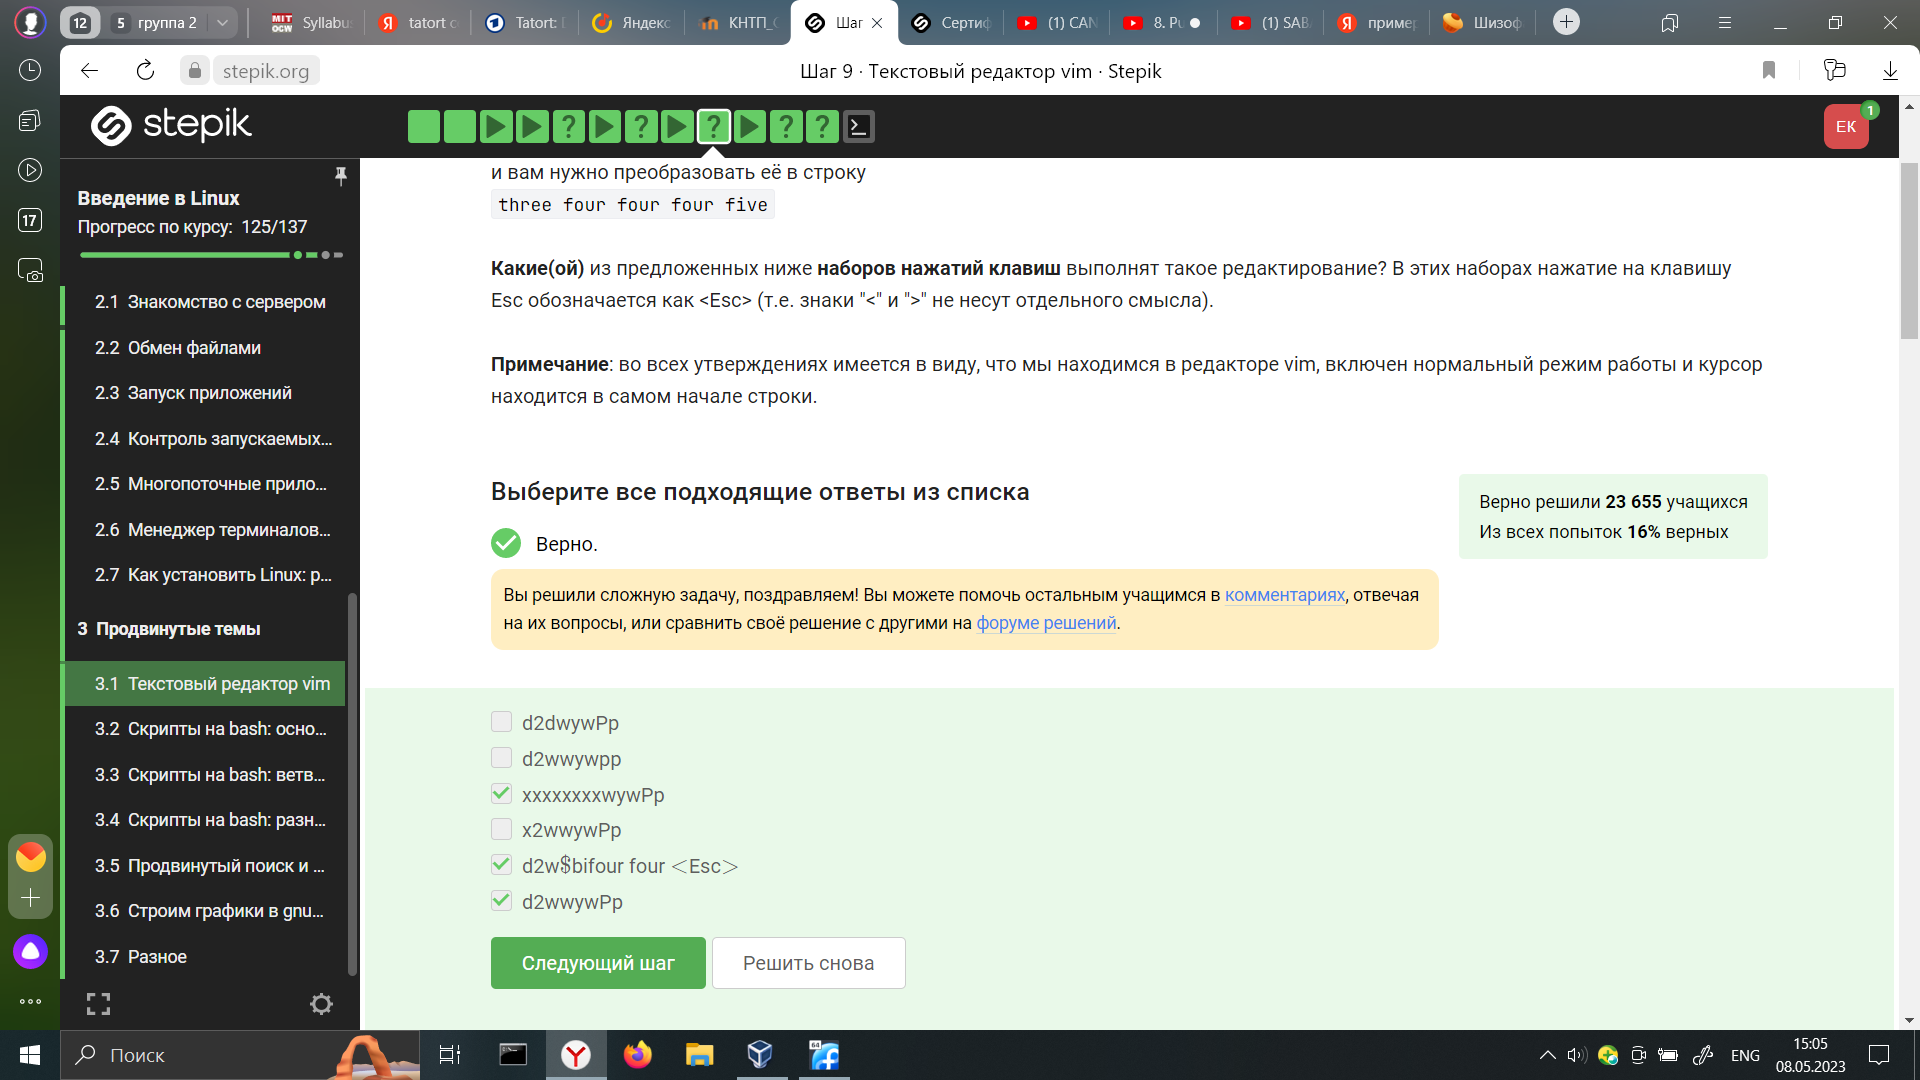 12
5 группа 2
MIT OCW Syllabu
tatort c
Tatort: D
Яндекс
КНТП_С
Шаг
Сертиф
(1) CAN
8. Pu
(1) SAB
пример
Шизоф
stepik.org
Шаг 9 · Текстовый редактор vim · Stepik
17
stepik
? ? ? ? ?
ЕК
1
Введение в Linux
Прогресс по курсу: 125/137
2.1 Знакомство с сервером
2.2 Обмен файлами
2.3 Запуск приложений
2.4 Контроль запускаемых...
2.5 Многопоточные прило...
2.6 Менеджер терминалов...
2.7 Как установить Linux: р...
3 Продвинутые темы
3.1 Текстовый редактор vim
3.2 Скрипты на bash: осно...
3.3 Скрипты на bash: ветв...
3.4 Скрипты на bash: разн...
3.5 Продвинутый поиск и ...
3.6 Строим графики в gnu...
3.7 Разное
и вам нужно преобразовать её в строку
three four four four five
Какие(ой) из предложенных ниже наборов нажатий клавиш выполнят такое редактирование? В этих наборах нажатие на клавишу
Esc обозначается как <Esc> (т.е. знаки "<" и ">" не несут отдельного смысла).
Примечание: во всех утверждениях имеется в виду, что мы находимся в редакторе vim, включен нормальный режим работы и курсор
находится в самом начале строки.
Выберите все подходящие ответы из списка
Верно.
Верно решили 23 655 учащихся
Из всех попыток 16% верных
Вы решили сложную задачу, поздравляем! Вы можете помочь остальным учащимся в комментариях, отвечая
на их вопросы, или сравнить своё решение с другими на форуме решений.
d2dwywPp
d2wwywpp
xxxxxxxxwywPp
x2wwywPp
d2w$bifour four <Esc>
d2wwywPp
Следующий шаг
Решить снова
Поиск
64
ENG
15:05
08.05.2023